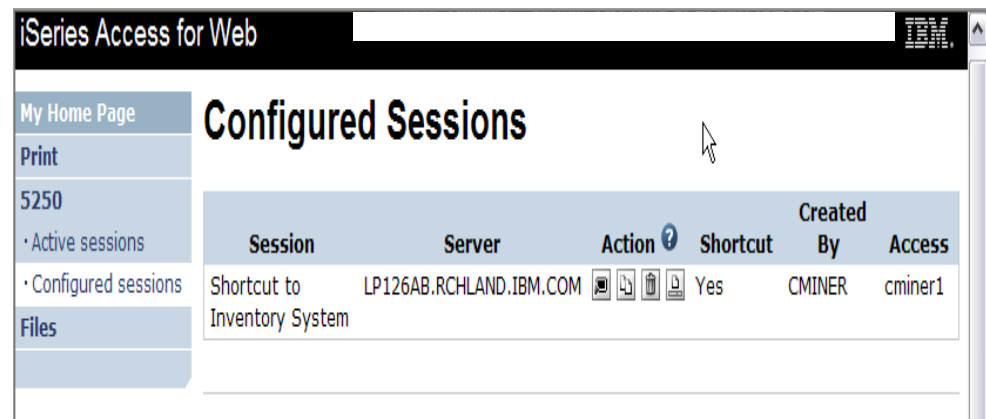 iSeries Access for Web
IBM.
My Home Page
Print
5250
· Active sessions
· Configured sessions
Files
Configured Sessions
Session Server Action ? Shortcut Created By Access
Shortcut to Inventory System LP126AB.RCHLAND.IBM.COM Yes CMINER cminer1